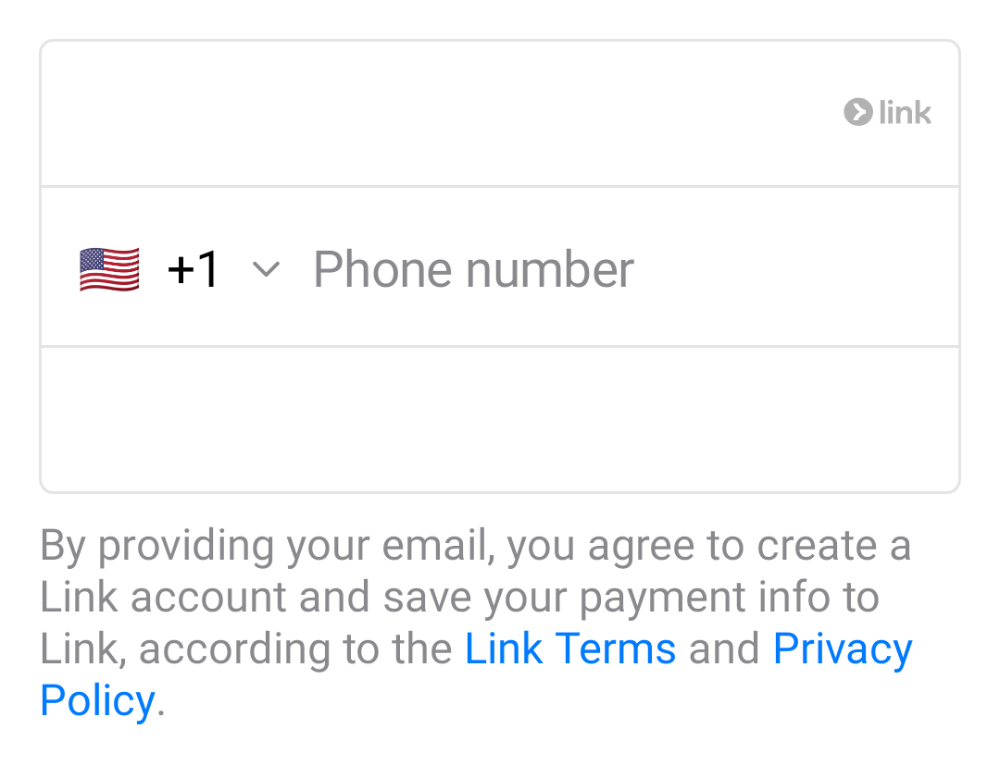 link
+1 Phone number
By providing your email, you agree to create a
Link account and save your payment info to
Link, according to the Link Terms and Privacy
Policy.